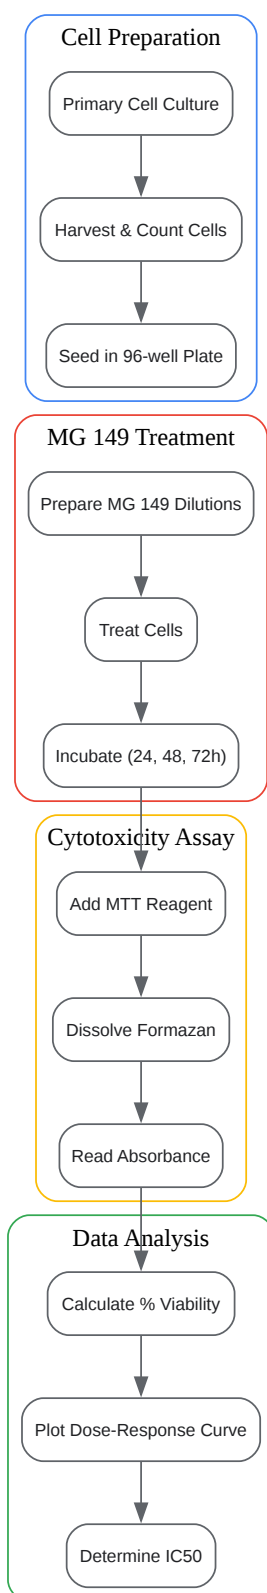 Cell Preparation
Primary Cell Culture
Harvest & Count Cells
Seed in 96-well Plate
MG 149 Treatment
Prepare MG 149 Dilutions
Treat Cells
Incubate (24, 48, 72h)
Cytotoxicity Assay
Add MTT Reagent
Dissolve Formazan
Read Absorbance
Data Analysis
Calculate % Viability
Plot Dose-Response Curve
Determine IC50